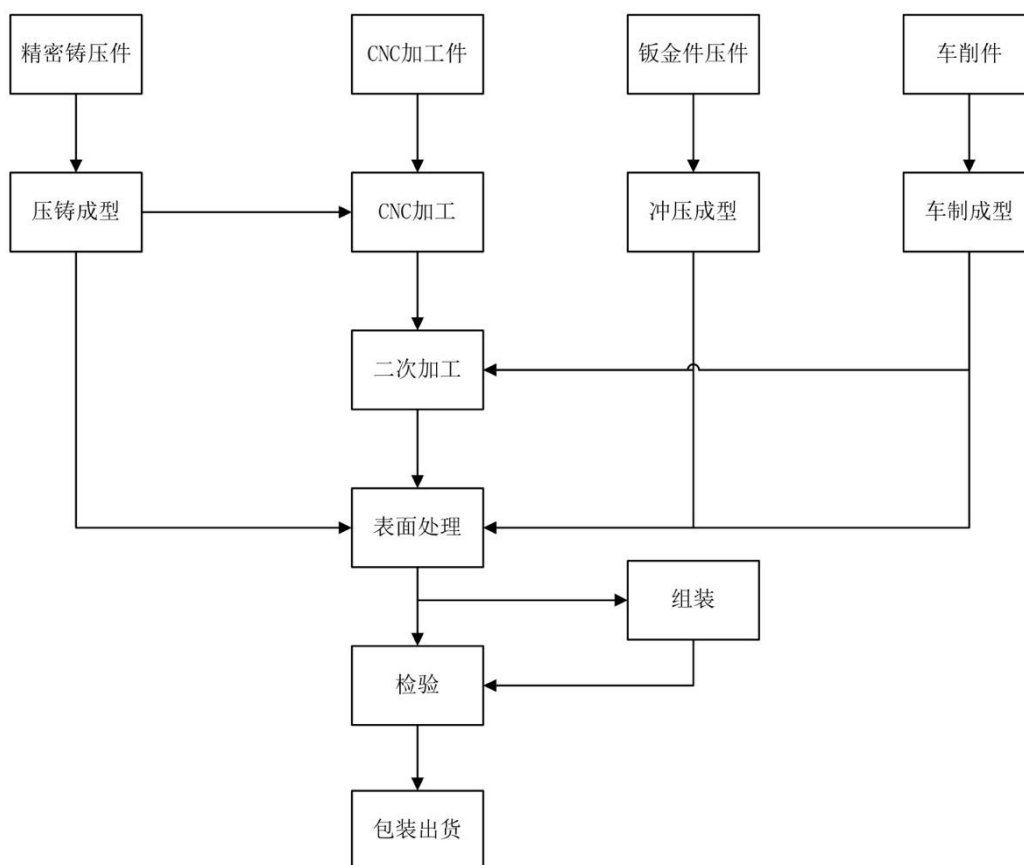 精密铸压件
CNC加工件
钣金件压件
车削件
压铸成型
CNC加工
冲压成型
车制成型
二次加工
表面处理
组装
检验
包装出货